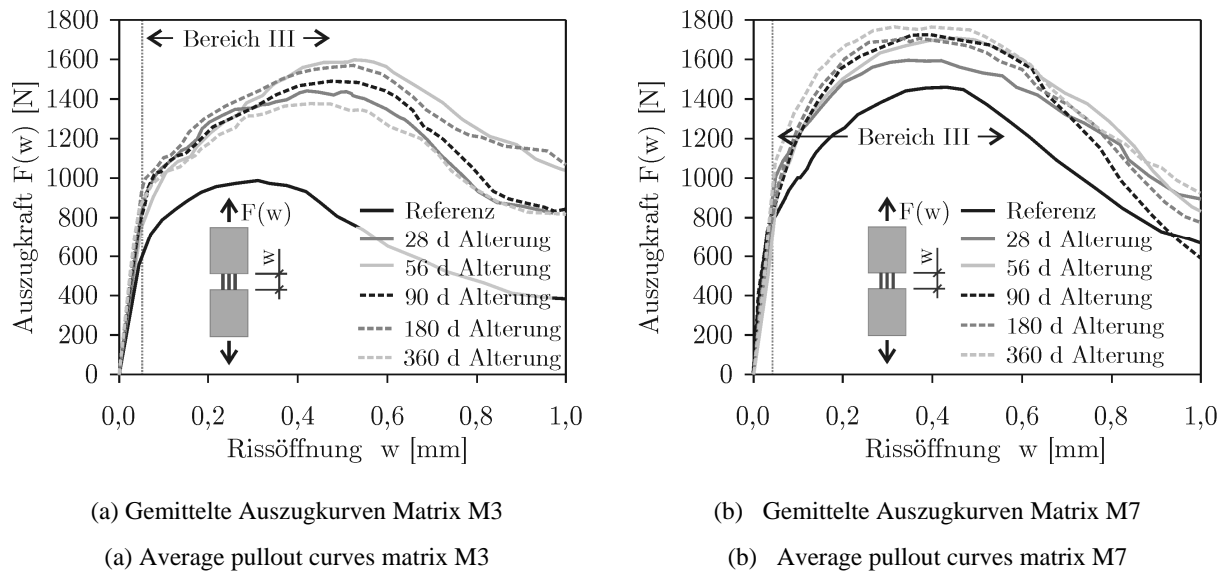 1800
1600
1400
1200
1000
800
600
400
200
0
Auszugkraft F(w) [N]
Bereich III
F(w)
w
Referenz
28 d Alterung
56 d Alterung
90 d Alterung
180 d Alterung
360 d Alterung
0,0 0,2 0,4 0,6 0,8 1,0
Rissöffnung w [mm]
(a) Gemittelte Auszugkurven Matrix M3
(a) Average pullout curves matrix M3
1800
1600
1400
1200
1000
800
600
400
200
0
Auszugkraft F(w) [N]
Bereich III
F(w)
w
Referenz
28 d Alterung
56 d Alterung
90 d Alterung
180 d Alterung
360 d Alterung
0,0 0,2 0,4 0,6 0,8 1,0
Rissöffnung w [mm]
(b) Gemittelte Auszugkurven Matrix M7
(b) Average pullout curves matrix M7